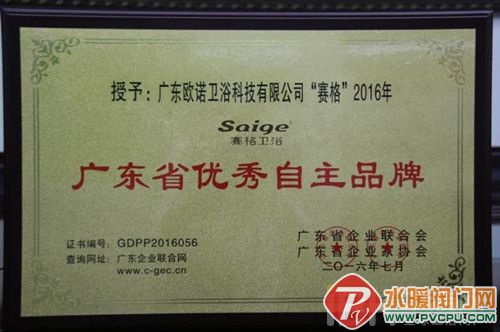 授予：广东欧诺卫浴科技有限公司“赛格”2016年
Saige®
赛格卫浴
广东省优秀自主品牌
证书编号：GDPP2016056
查询网址：广东企业联合网
www.c-gec.cn
广东省企业联合会
广东省企业家协会
二〇一六年七月
PV
水暖阀门网
WWW.PVCPU.COM